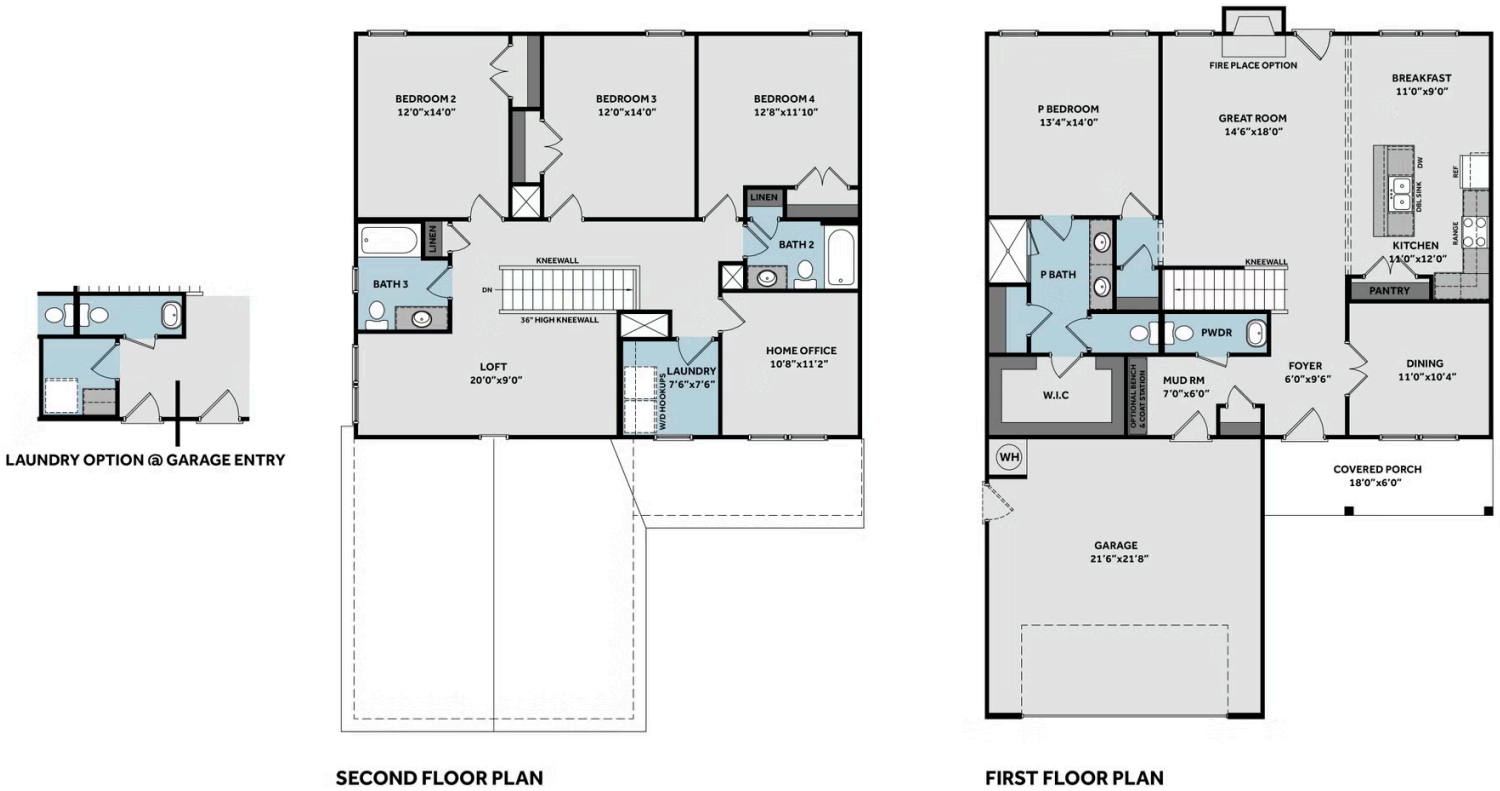 LAUNDRY OPTION @ GARAGE ENTRY
BEDROOM 2
12'0"x14'0"
BEDROOM 3
12'0"x14'0"
BEDROOM 4
12'8"x11'10"
LINEN
LINEN
BATH 2
BATH 3
KNEEWALL
DN
36" HIGH KNEEWALL
LOFT
20'0"x9'0"
LAUNDRY
7'6"x7'6"
W/D HOOKUPS
HOME OFFICE
10'8"x11'2"
SECOND FLOOR PLAN
FIRE PLACE OPTION
P BEDROOM
13'4"x14'0"
GREAT ROOM
14'6"x18'0"
BREAKFAST
11'0"x9'0"
DW
DBL SINK
REF
RANGE
KITCHEN
11'0"x12'0"
KNEEWALL
PANTRY
P BATH
PWDR
W.I.C
OPTIONAL BENCH
& COAT STATION
MUD RM
7'0"x6'0"
FOYER
6'0"x9'6"
DINING
11'0"x10'4"
WH
COVERED PORCH
18'0"x6'0"
GARAGE
21'6"x21'8"
FIRST FLOOR PLAN